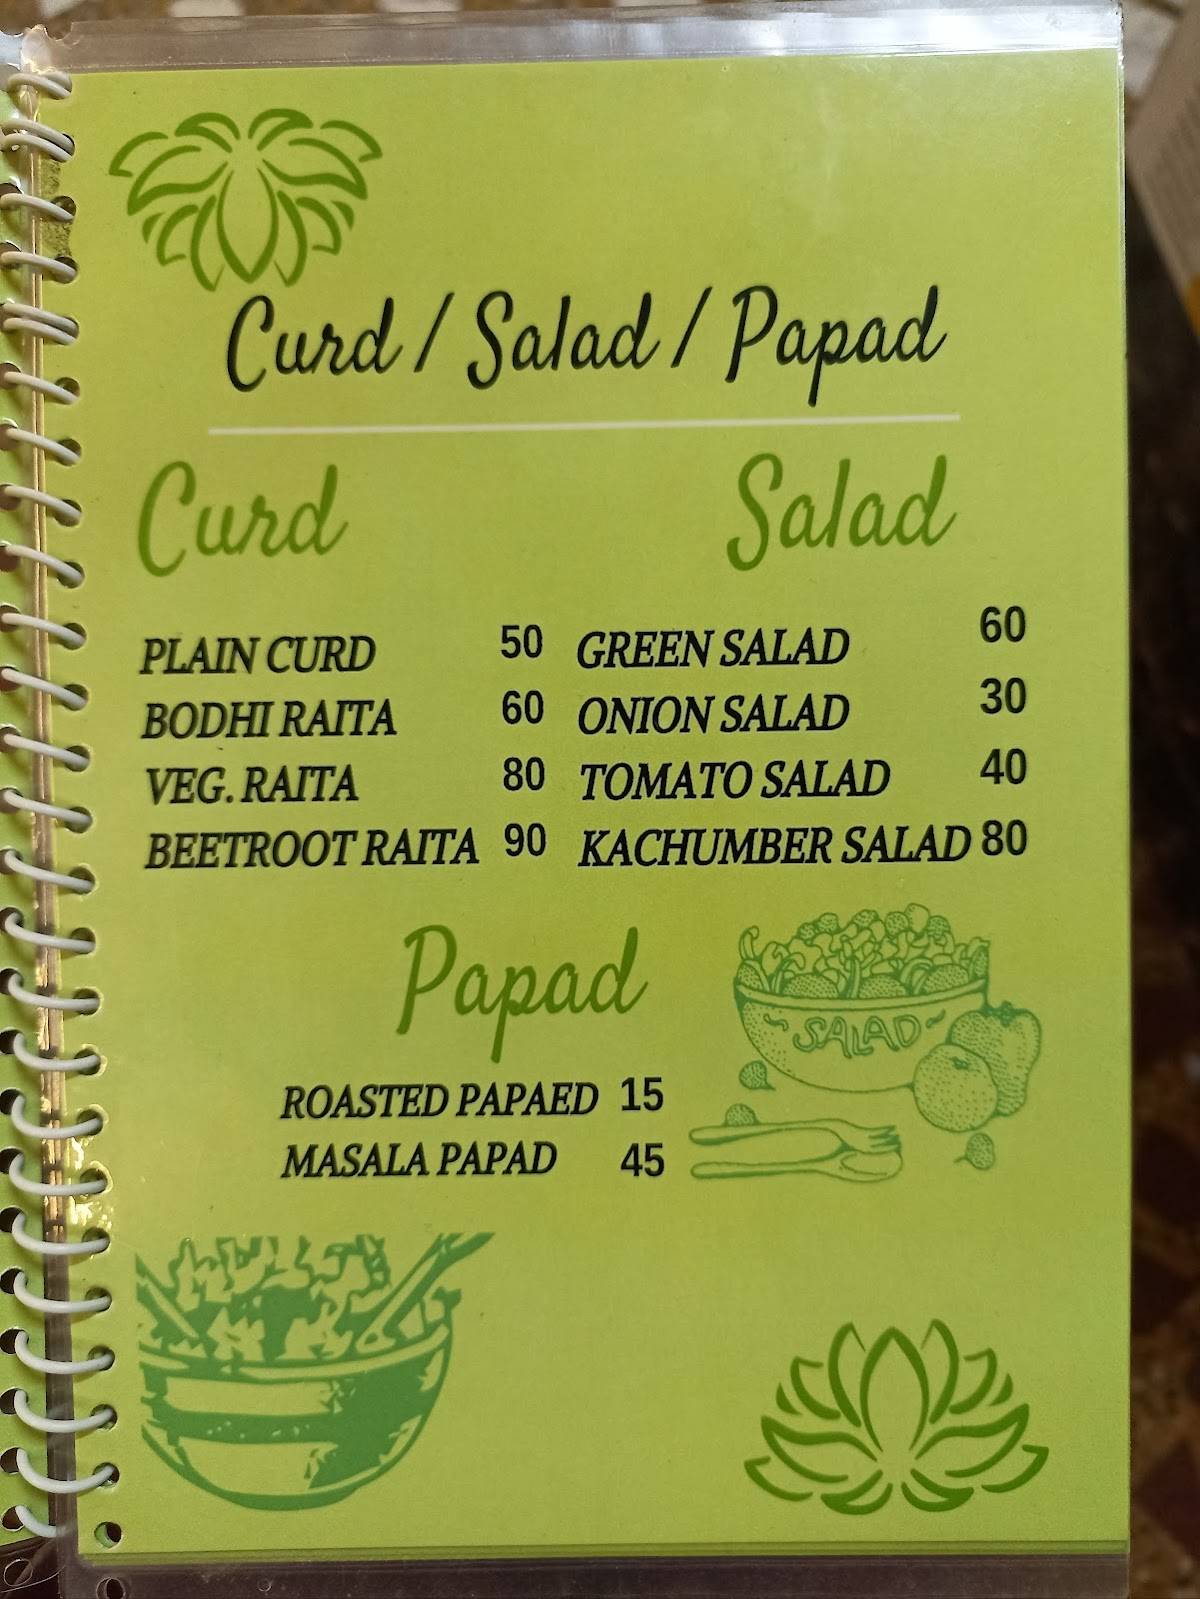 Curd / Salad / Papad
Curd
PLAIN CURD 50
BODHI RAITA 60
VEG. RAITA 80
BEETROOT RAITA 90
Salad
GREEN SALAD 60
ONION SALAD 30
TOMATO SALAD 40
KACHUMBER SALAD 80
Papad
ROASTED PAPAED 15
MASALA PAPAD 45
SALAD